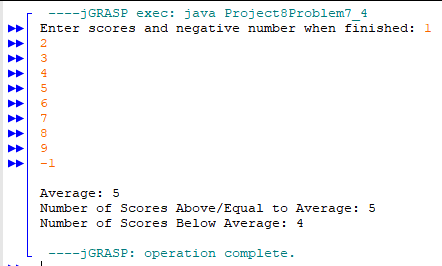 ----jGRASP exec: java Project8Problem7_4
Enter scores and negative number when finished: 1
2
3
4
5
6
7
8
9
-1
Average: 5
Number of Scores Above/Equal to Average: 5
Number of Scores Below Average: 4
----jGRASP: operation complete.